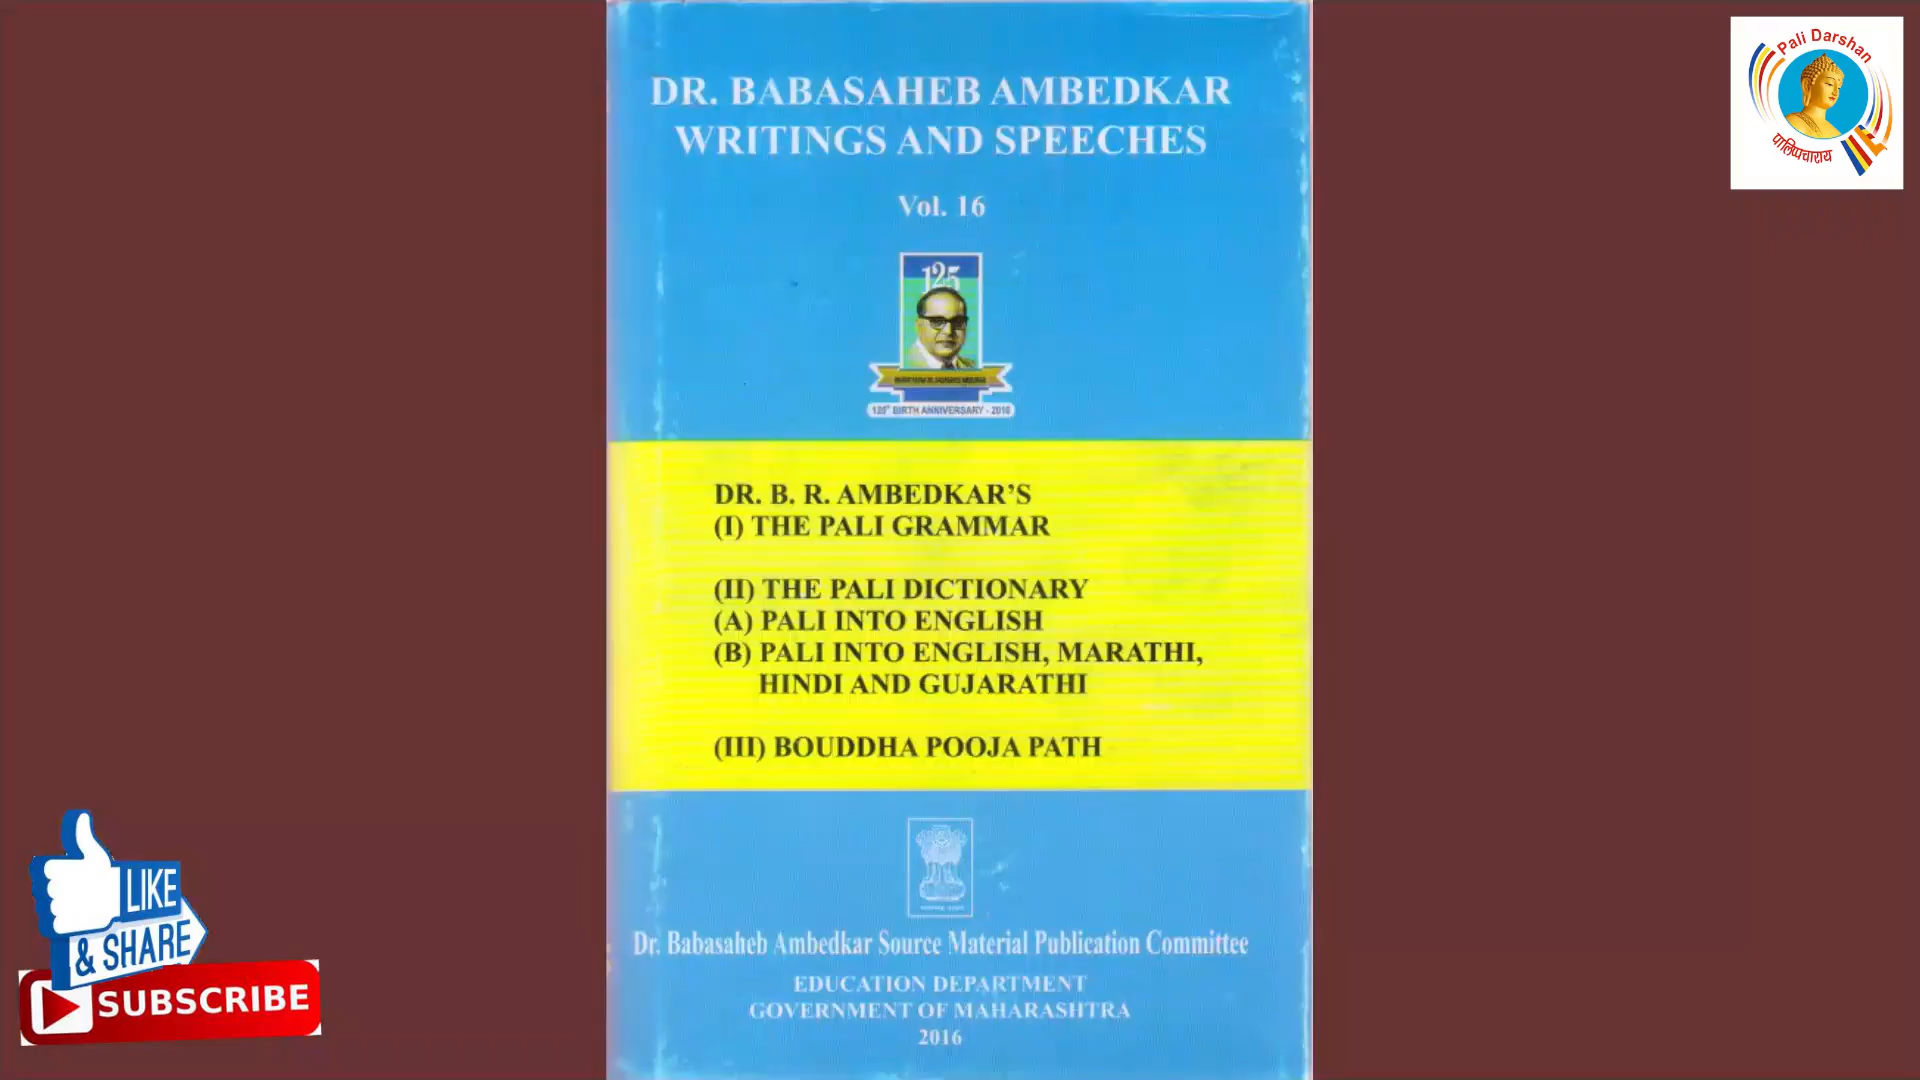 DR. BABASAHEB AMBEDKAR
WRITINGS AND SPEECHES
Vol. 16
125
125th BIRTH ANNIVERSARY - 2016
DR. B. R. AMBEDKAR'S
(I) THE PALI GRAMMAR
(II) THE PALI DICTIONARY
(A) PALI INTO ENGLISH
(B) PALI INTO ENGLISH, MARATHI,
HINDI AND GUJARATHI
(III) BOUDDHA POOJA PATH
Dr. Babasaheb Ambedkar Source Material Publication Committee
EDUCATION DEPARTMENT
GOVERNMENT OF MAHARASHTRA
2016
Pali Darshan
पालिप्पचाराय
LIKE
& SHARE
SUBSCRIBE